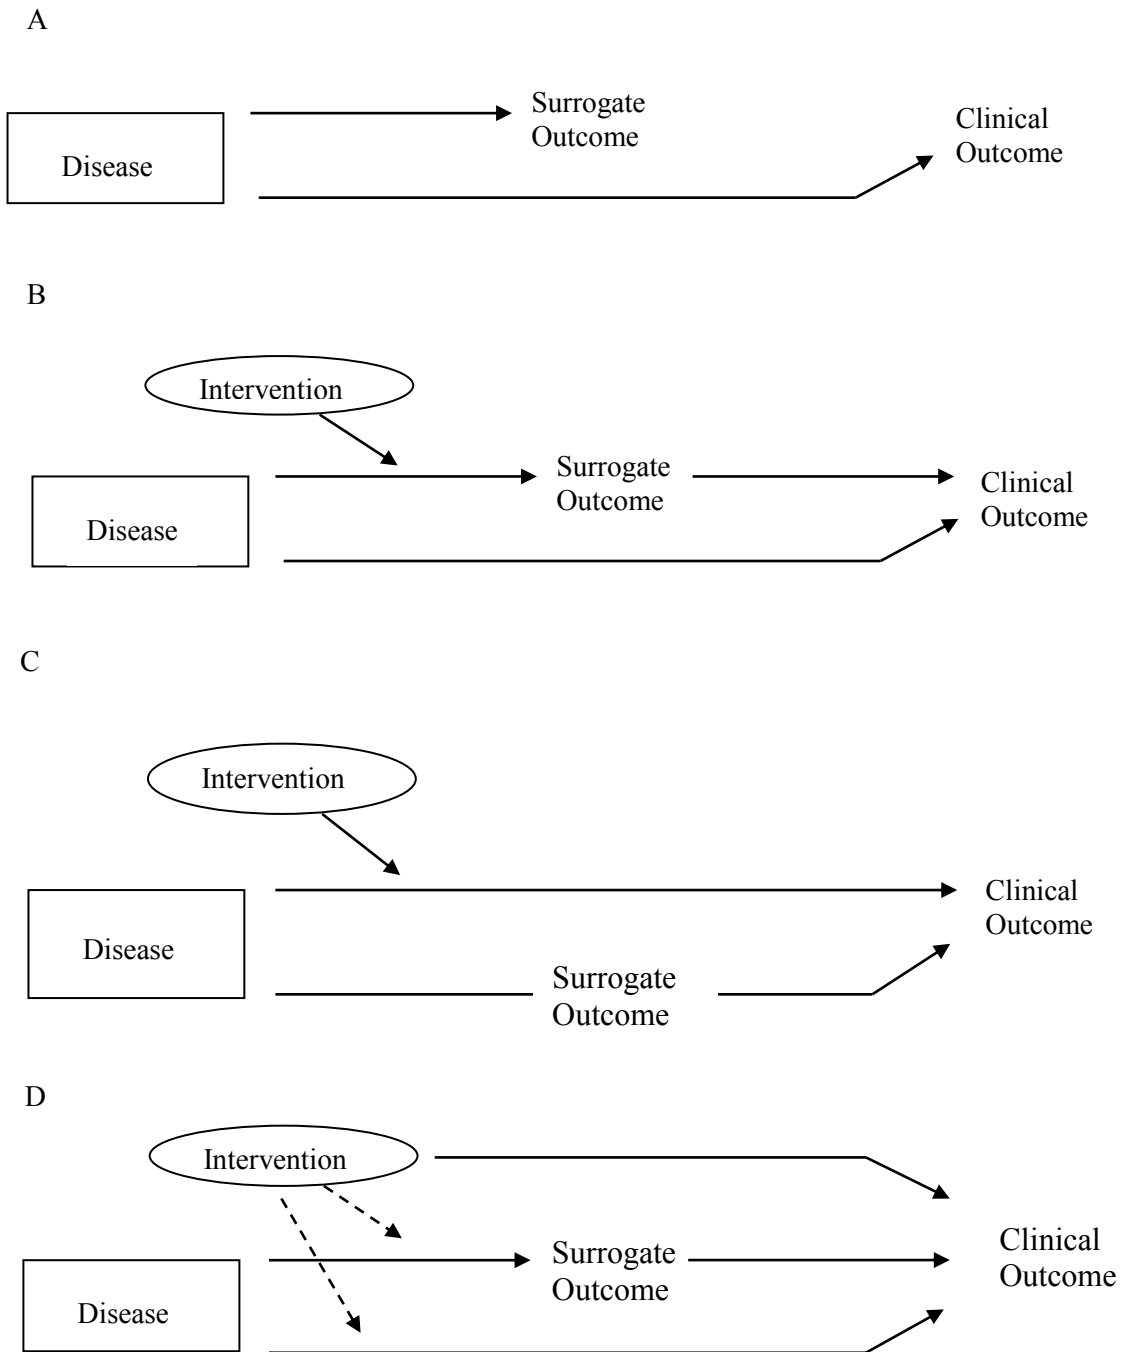 A
Surrogate
Outcome
Clinical
Outcome
Disease
B
Intervention
Surrogate
Outcome
Clinical
Outcome
Disease
C
Intervention
Clinical
Outcome
Disease
Surrogate
Outcome
D
Intervention
Surrogate
Outcome
Clinical
Outcome
Disease